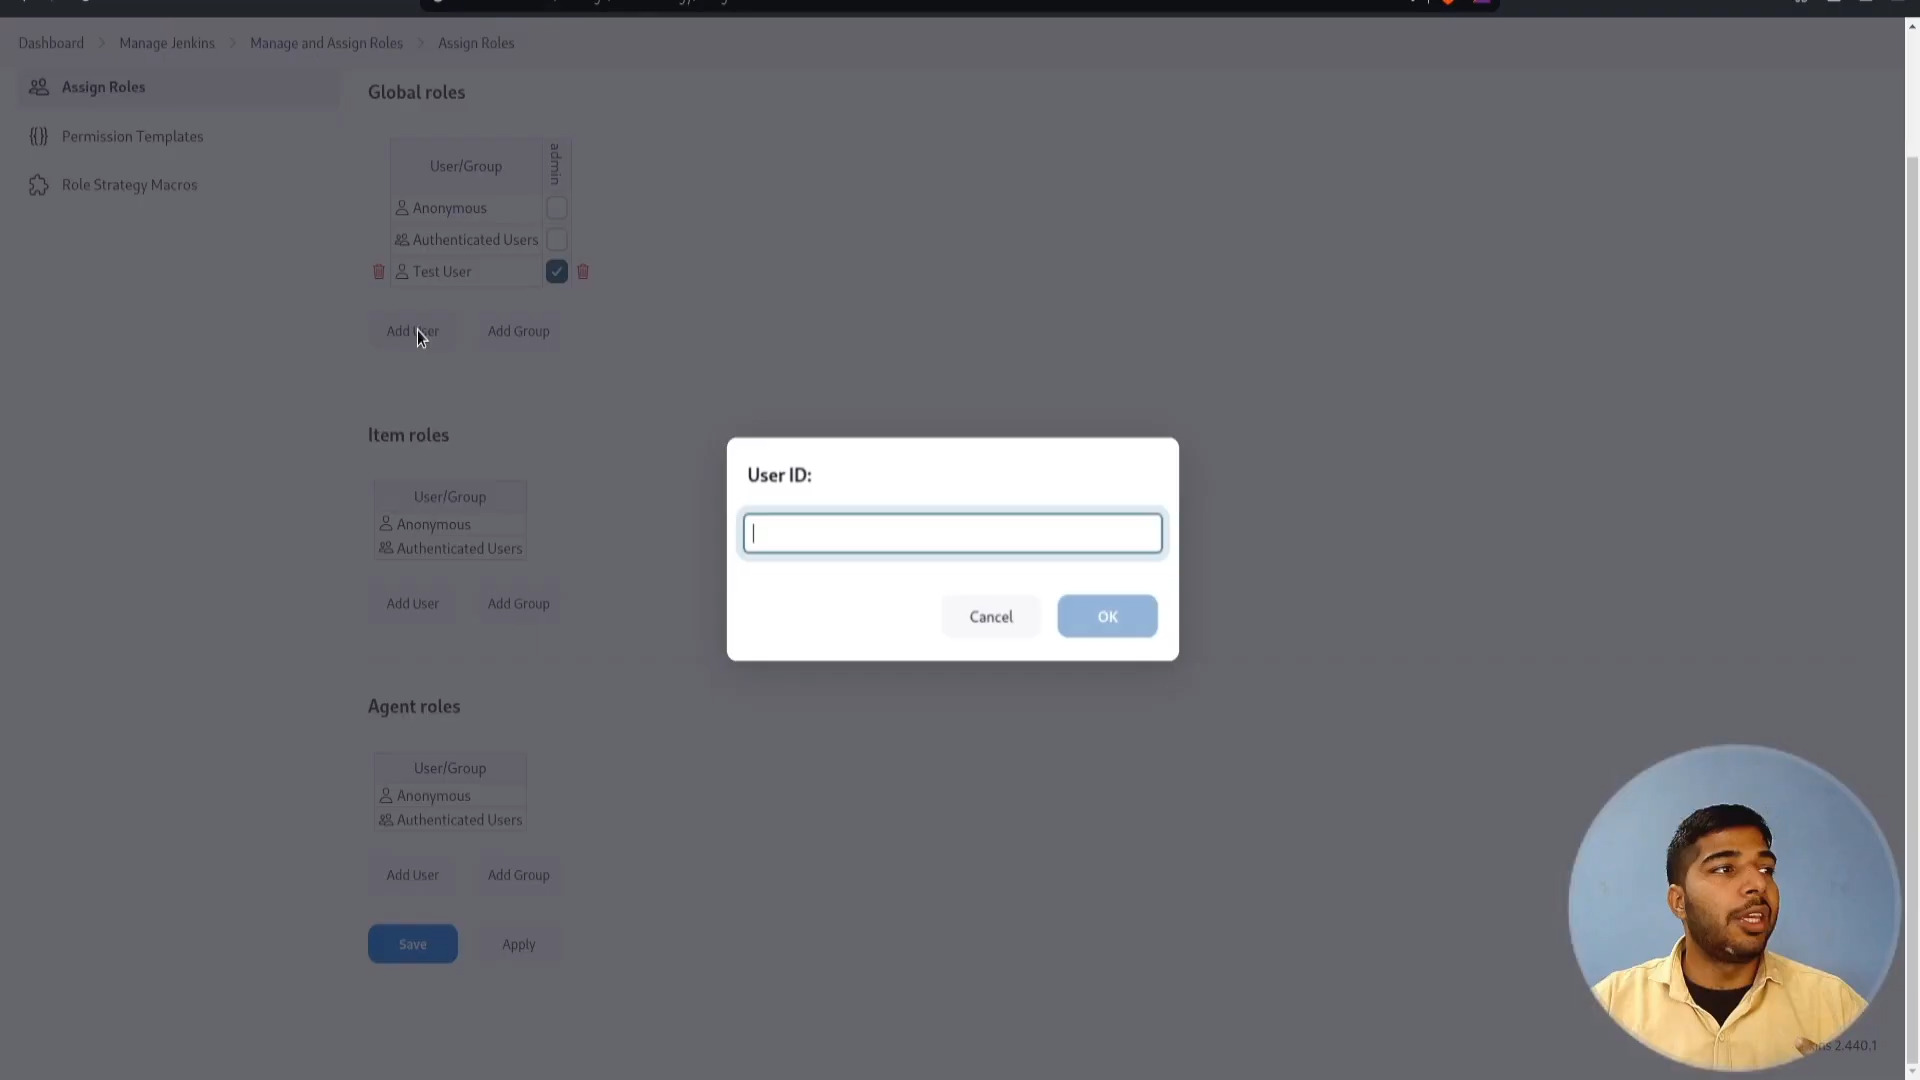 Dashboard > Manage Jenkins > Manage and Assign Roles > Assign Roles
Assign Roles
Permission Templates
Role Strategy Macros
Global roles
User/Group admin
Anonymous
Authenticated Users
Test User
Add User Add Group
Item roles
User/Group
Anonymous
Authenticated Users
Add User Add Group
Agent roles
User/Group
Anonymous
Authenticated Users
Add User Add Group
Save Apply
User ID:
Cancel OK
2.440.1